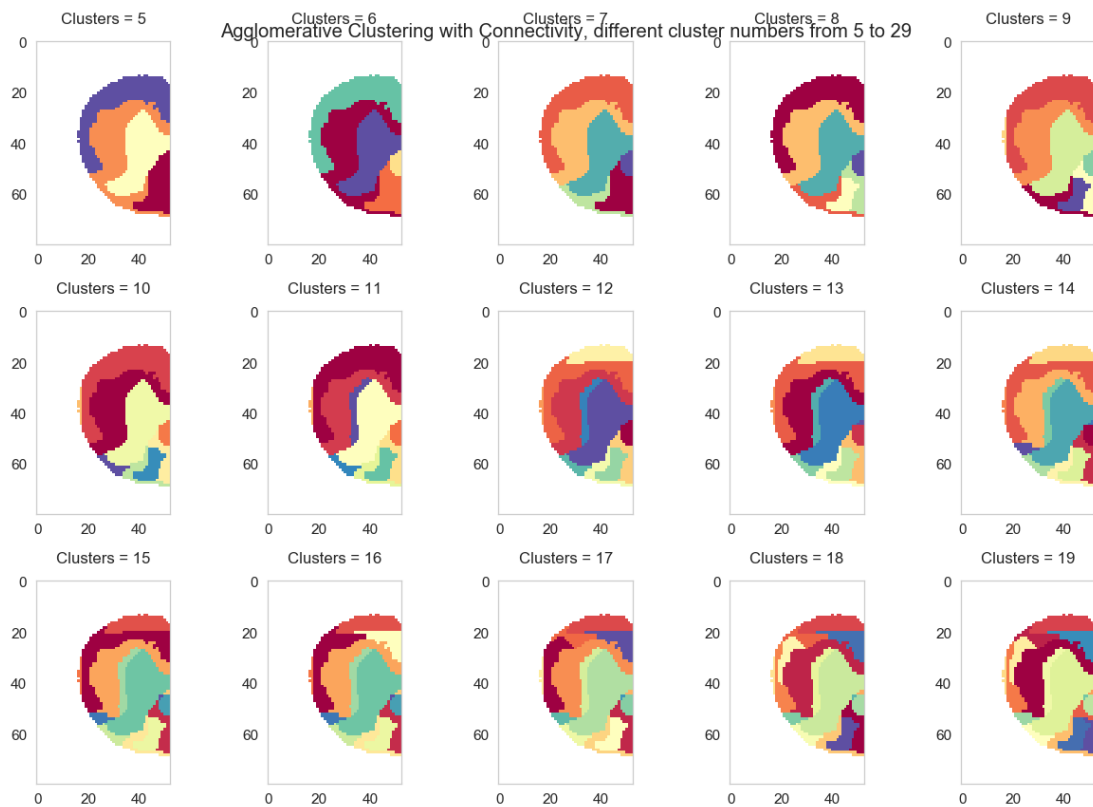 Clusters = 5 Clusters = 6 Clusters = 7 Clusters = 8 Clusters = 9
Agglomerative Clustering with Connectivity, different cluster numbers from 5 to 29
0 0 0 0 0
20 20 20 20 20
40 40 40 40 40
60 60 60 60 60
0 20 40 0 20 40 0 20 40 0 20 40 0 20 40
Clusters = 10 Clusters = 11 Clusters = 12 Clusters = 13 Clusters = 14
0 0 0 0 0
20 20 20 20 20
40 40 40 40 40
60 60 60 60 60
0 20 40 0 20 40 0 20 40 0 20 40 0 20 40
Clusters = 15 Clusters = 16 Clusters = 17 Clusters = 18 Clusters = 19
0 0 0 0 0
20 20 20 20 20
40 40 40 40 40
60 60 60 60 60
0 20 40 0 20 40 0 20 40 0 20 40 0 20 40